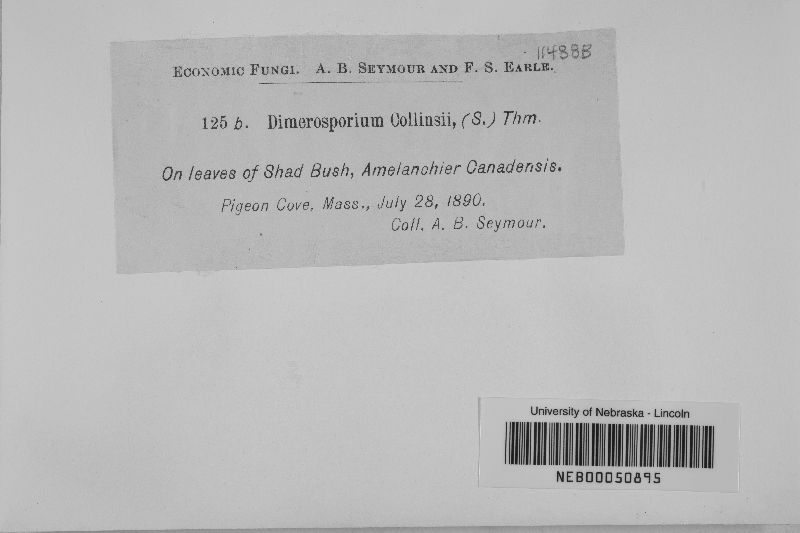 114888
ECONOMIC FUNGI. A. B. SEYMOUR AND F. S. EARLE.
125 b. Dimerosporium Collinsii, (S.) Thm.
On leaves of Shad Bush, Amelanchier Canadensis.
Pigeon Cove, Mass., July 28, 1890.
Coll. A. B. Seymour.
University of Nebraska - Lincoln
NEB00050895